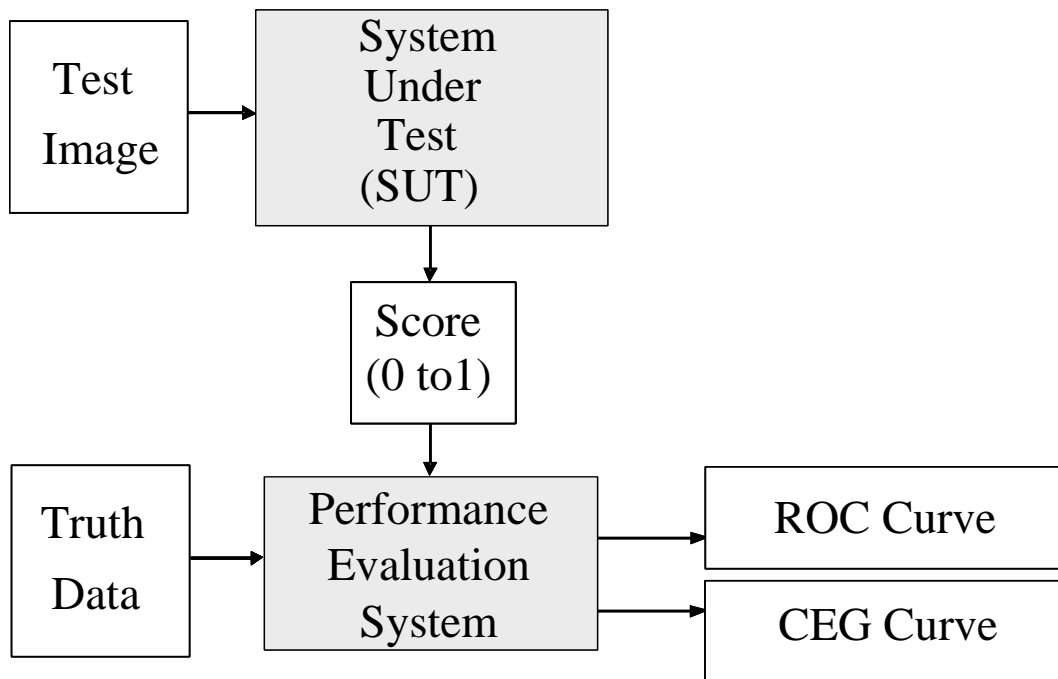 Test
Image
System
Under
Test
(SUT)
Score
(0 to1)
Truth
Data
Performance
Evaluation
System
ROC Curve
CEG Curve